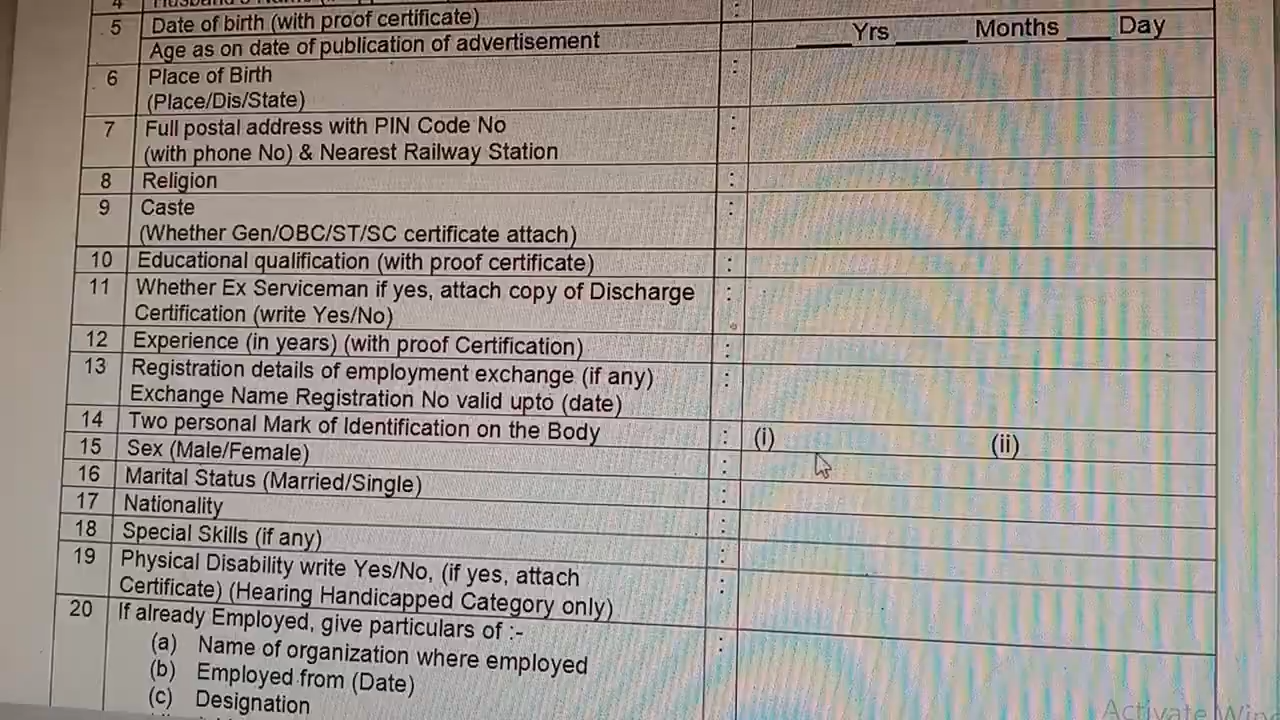 4
5 Date of birth (with proof certificate) :
Age as on date of publication of advertisement ____Yrs ______ Months ____ Day
6 Place of Birth :
(Place/Dis/State)
7 Full postal address with PIN Code No :
(with phone No) & Nearest Railway Station
8 Religion :
9 Caste :
(Whether Gen/OBC/ST/SC certificate attach)
10 Educational qualification (with proof certificate) :
11 Whether Ex Serviceman if yes, attach copy of Discharge :
Certification (write Yes/No)
12 Experience (in years) (with proof Certification) :
13 Registration details of employment exchange (if any) :
Exchange Name Registration No valid upto (date)
14 Two personal Mark of Identification on the Body : (i) (ii)
15 Sex (Male/Female) :
16 Marital Status (Married/Single) :
17 Nationality :
18 Special Skills (if any) :
19 Physical Disability write Yes/No, (if yes, attach :
Certificate) (Hearing Handicapped Category only)
20 If already Employed, give particulars of :- :
(a) Name of organization where employed
(b) Employed from (Date)
(c) Designation
Activate